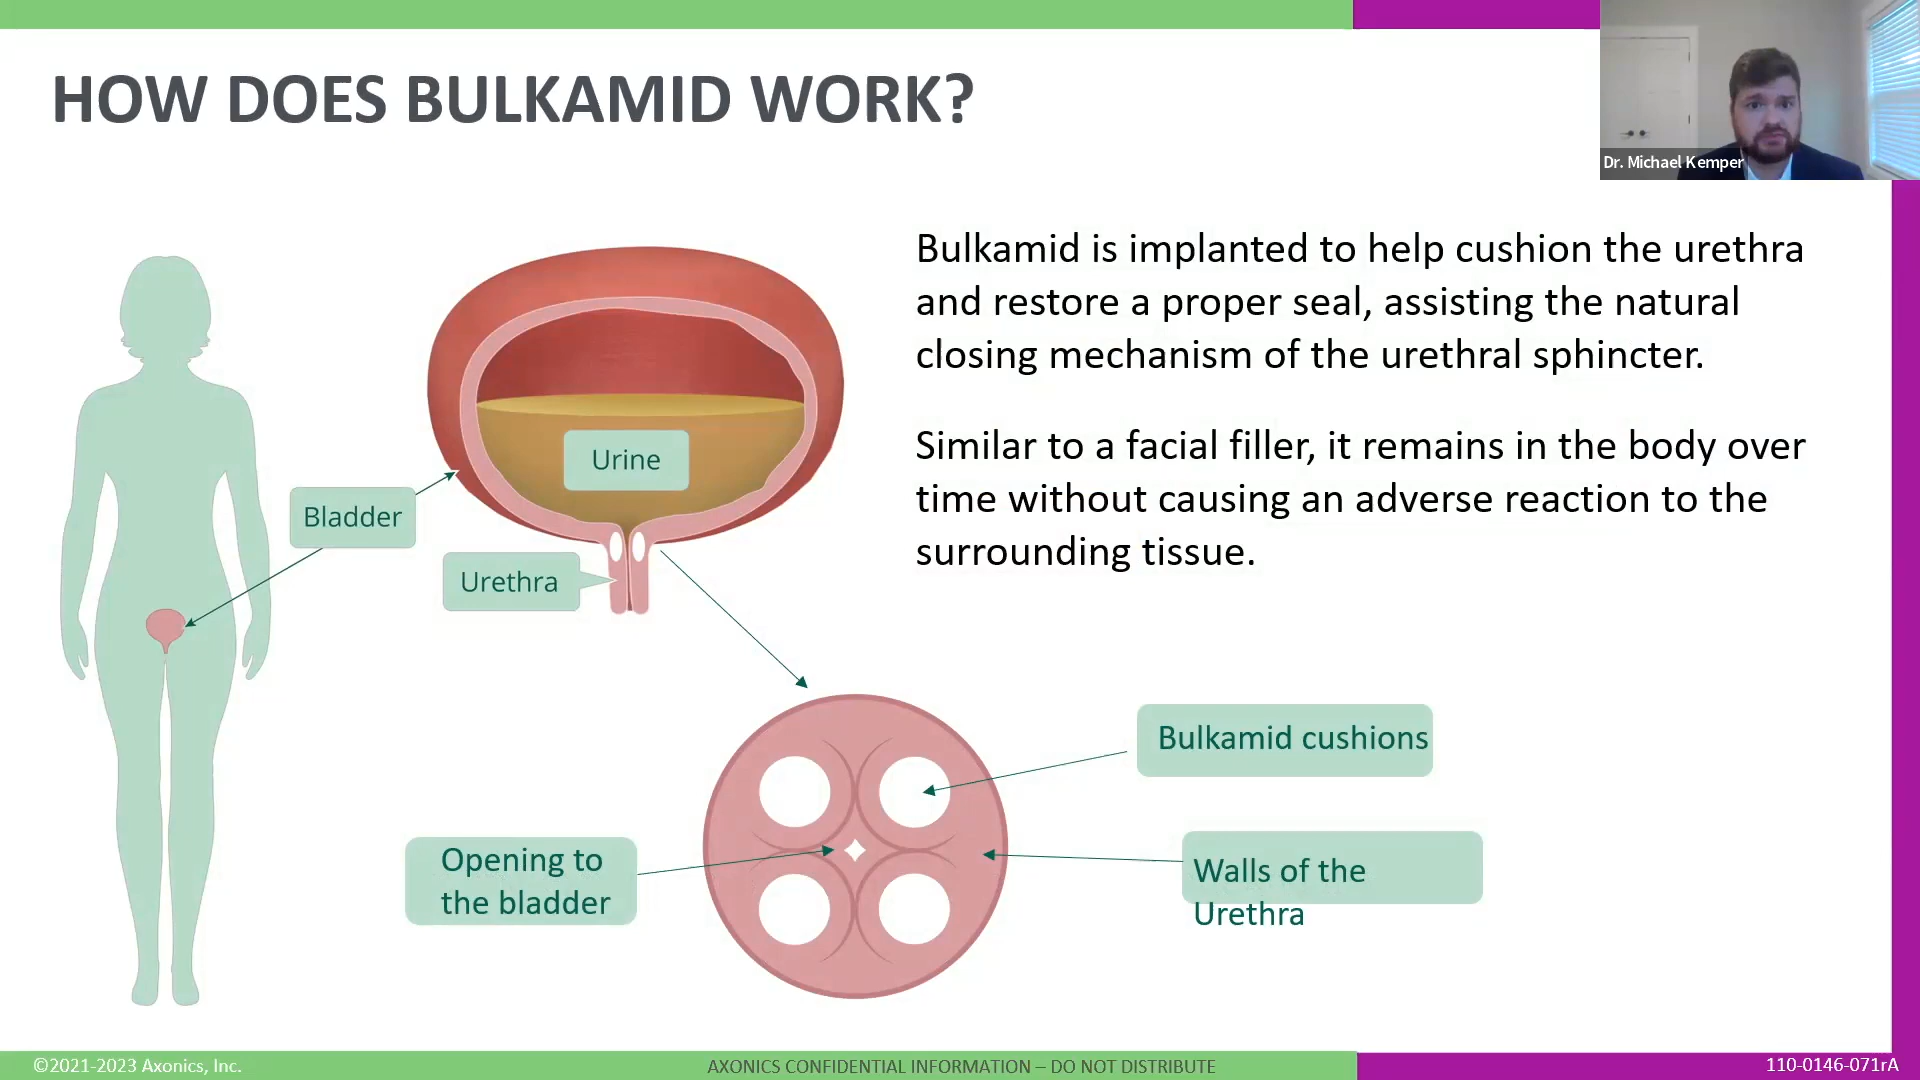 HOW DOES BULKAMID WORK?
Dr. Michael Kemper
Bulkamid is implanted to help cushion the urethra
and restore a proper seal, assisting the natural
closing mechanism of the urethral sphincter.
Similar to a facial filler, it remains in the body over
time without causing an adverse reaction to the
surrounding tissue.
Urine
Bladder
Urethra
Bulkamid cushions
Opening to
the bladder
Walls of the
Urethra
©2021-2023 Axonics, Inc.
AXONICS CONFIDENTIAL INFORMATION – DO NOT DISTRIBUTE
110-0146-071rA